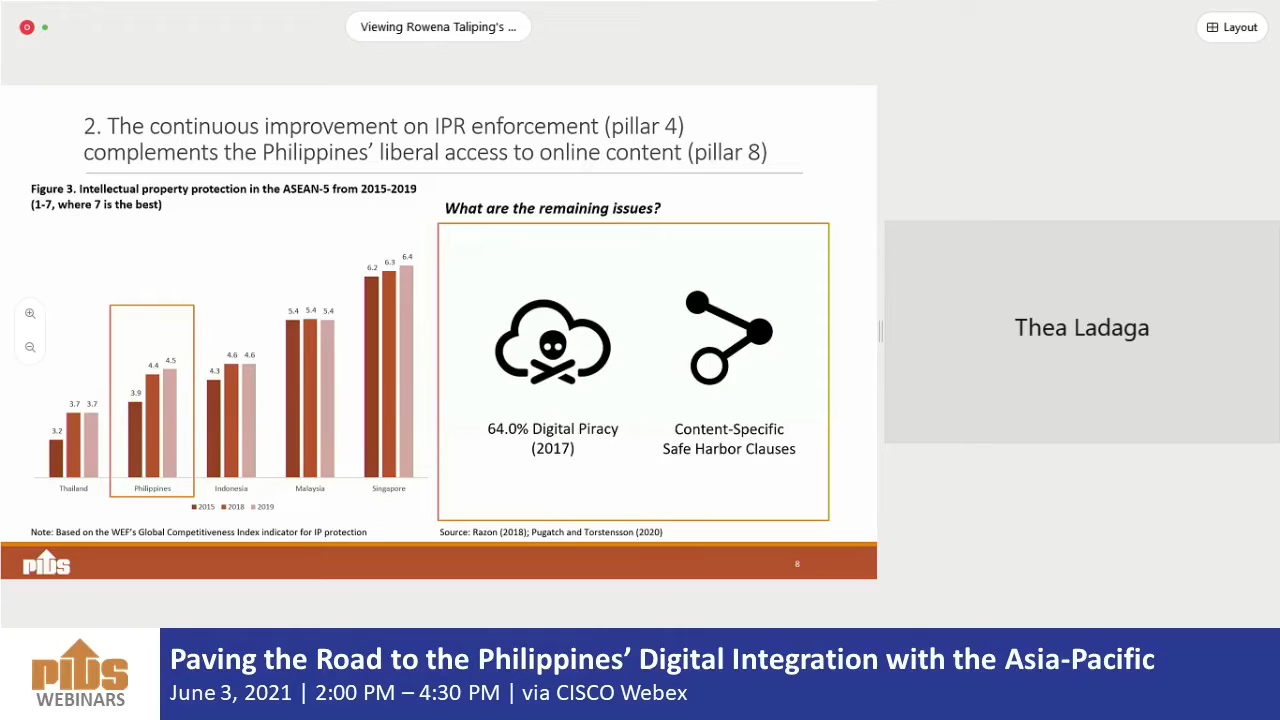 Viewing Rowena Taliping's ...
Layout
2. The continuous improvement on IPR enforcement (pillar 4)
complements the Philippines’ liberal access to online content (pillar 8)
Figure 3. Intellectual property protection in the ASEAN-5 from 2015-2019
(1-7, where 7 is the best)
What are the remaining issues?
3.2 3.7 3.7
3.9 4.4 4.5
4.3 4.6 4.6
5.4 5.4 5.4
6.2 6.3 6.4
Thailand Philippines Indonesia Malaysia Singapore
2015 2018 2019
64.0% Digital Piracy
(2017)
Content-Specific
Safe Harbor Clauses
Note: Based on the WEF’s Global Competitiveness Index indicator for IP protection
Source: Razon (2018); Pugatch and Torstensson (2020)
PIDS
8
Thea Ladaga
PIDS
WEBINARS
Paving the Road to the Philippines’ Digital Integration with the Asia-Pacific
June 3, 2021 | 2:00 PM – 4:30 PM | via CISCO Webex